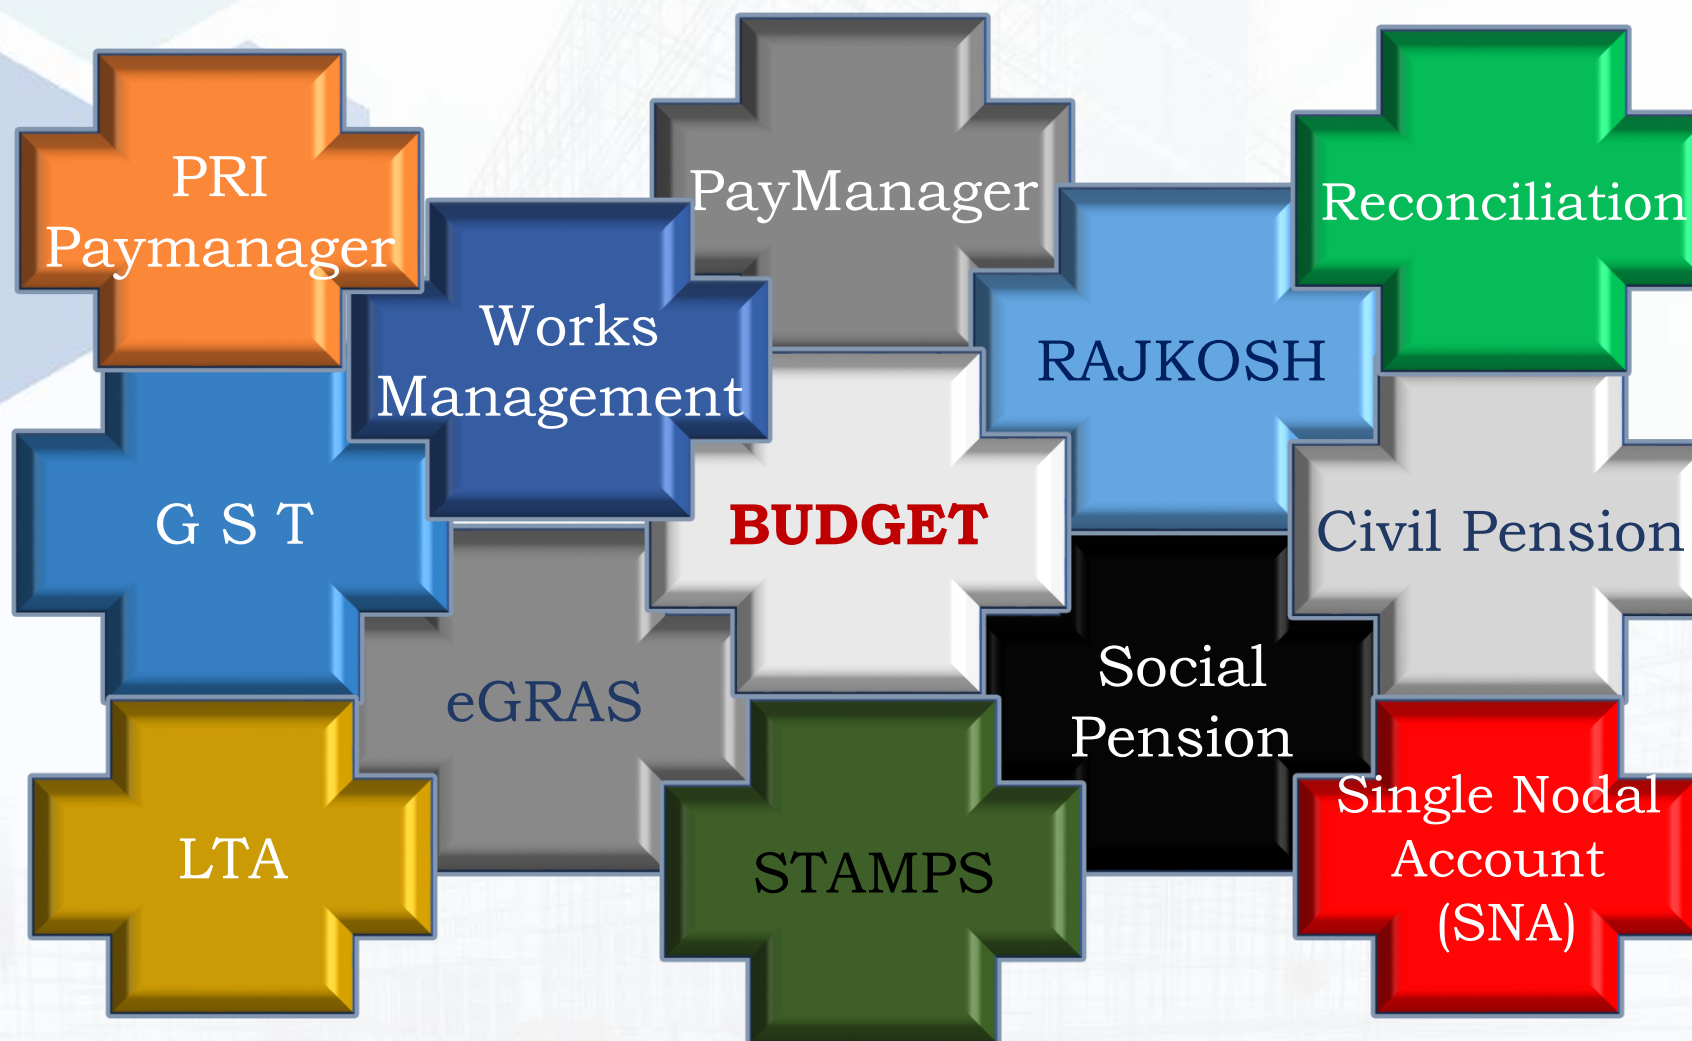 PRI
Paymanager
PayManager
Reconciliation
Works
Management
RAJKOSH
G S T
BUDGET
Civil Pension
eGRAS
Social
Pension
LTA
STAMPS
Single Nodal
Account
(SNA)